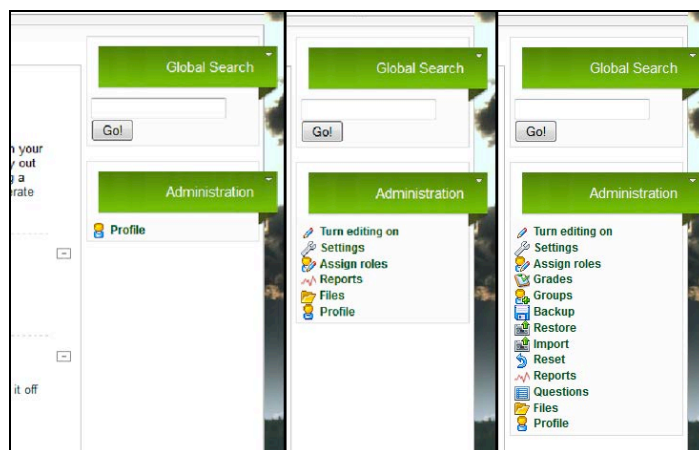 n your
y out
g a
erate
it off
Global Search
Go!
Administration
Profile
Global Search
Go!
Administration
Turn editing on
Settings
Assign roles
Reports
Files
Profile
Global Search
Go!
Administration
Turn editing on
Settings
Assign roles
Grades
Groups
Backup
Restore
Import
Reset
Reports
Questions
Files
Profile